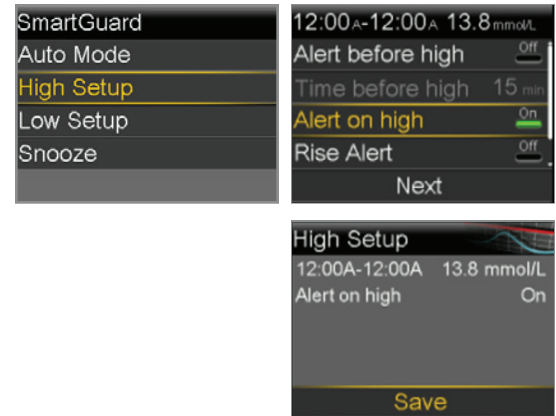 SmartGuard
Auto Mode
High Setup
Low Setup
Snooze
12:00A-12:00A 13.8 mmol/L
Alert before high Off
Time before high 15 min
Alert on high On
Rise Alert Off
Next
High Setup
12:00A-12:00A 13.8 mmol/L
Alert on high On
Save